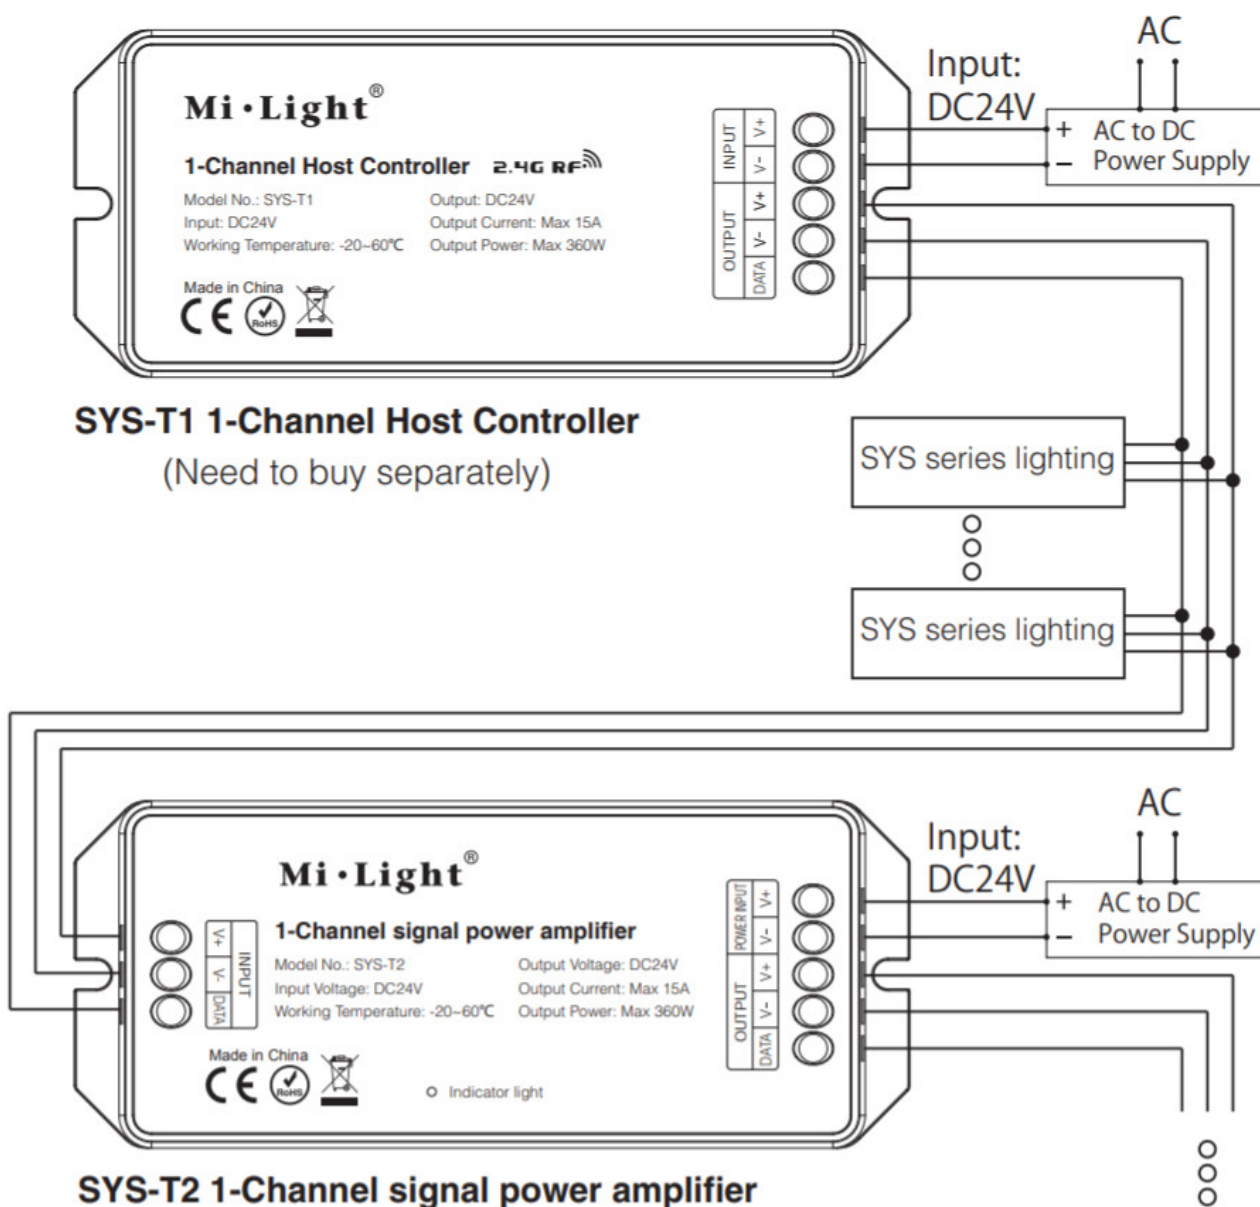 AC
Input:
DC24V
+ AC to DC
− Power Supply
Mi·Light®
1-Channel Host Controller 2.4G RF
Model No.: SYS-T1 Output: DC24V
Input: DC24V Output Current: Max 15A
Working Temperature: -20~60℃ Output Power: Max 360W
Made in China
CE RoHS
INPUT V+ V-
OUTPUT V+ V- DATA
SYS-T1 1-Channel Host Controller
(Need to buy separately)
SYS series lighting
SYS series lighting
AC
Input:
DC24V
+ AC to DC
− Power Supply
Mi·Light®
INPUT V+ V- DATA
1-Channel signal power amplifier
Model No.: SYS-T2 Output Voltage: DC24V
Input Voltage: DC24V Output Current: Max 15A
Working Temperature: -20~60℃ Output Power: Max 360W
Made in China
CE RoHS
Indicator light
POWER INPUT V+ V-
OUTPUT V+ V- DATA
SYS-T2 1-Channel signal power amplifier